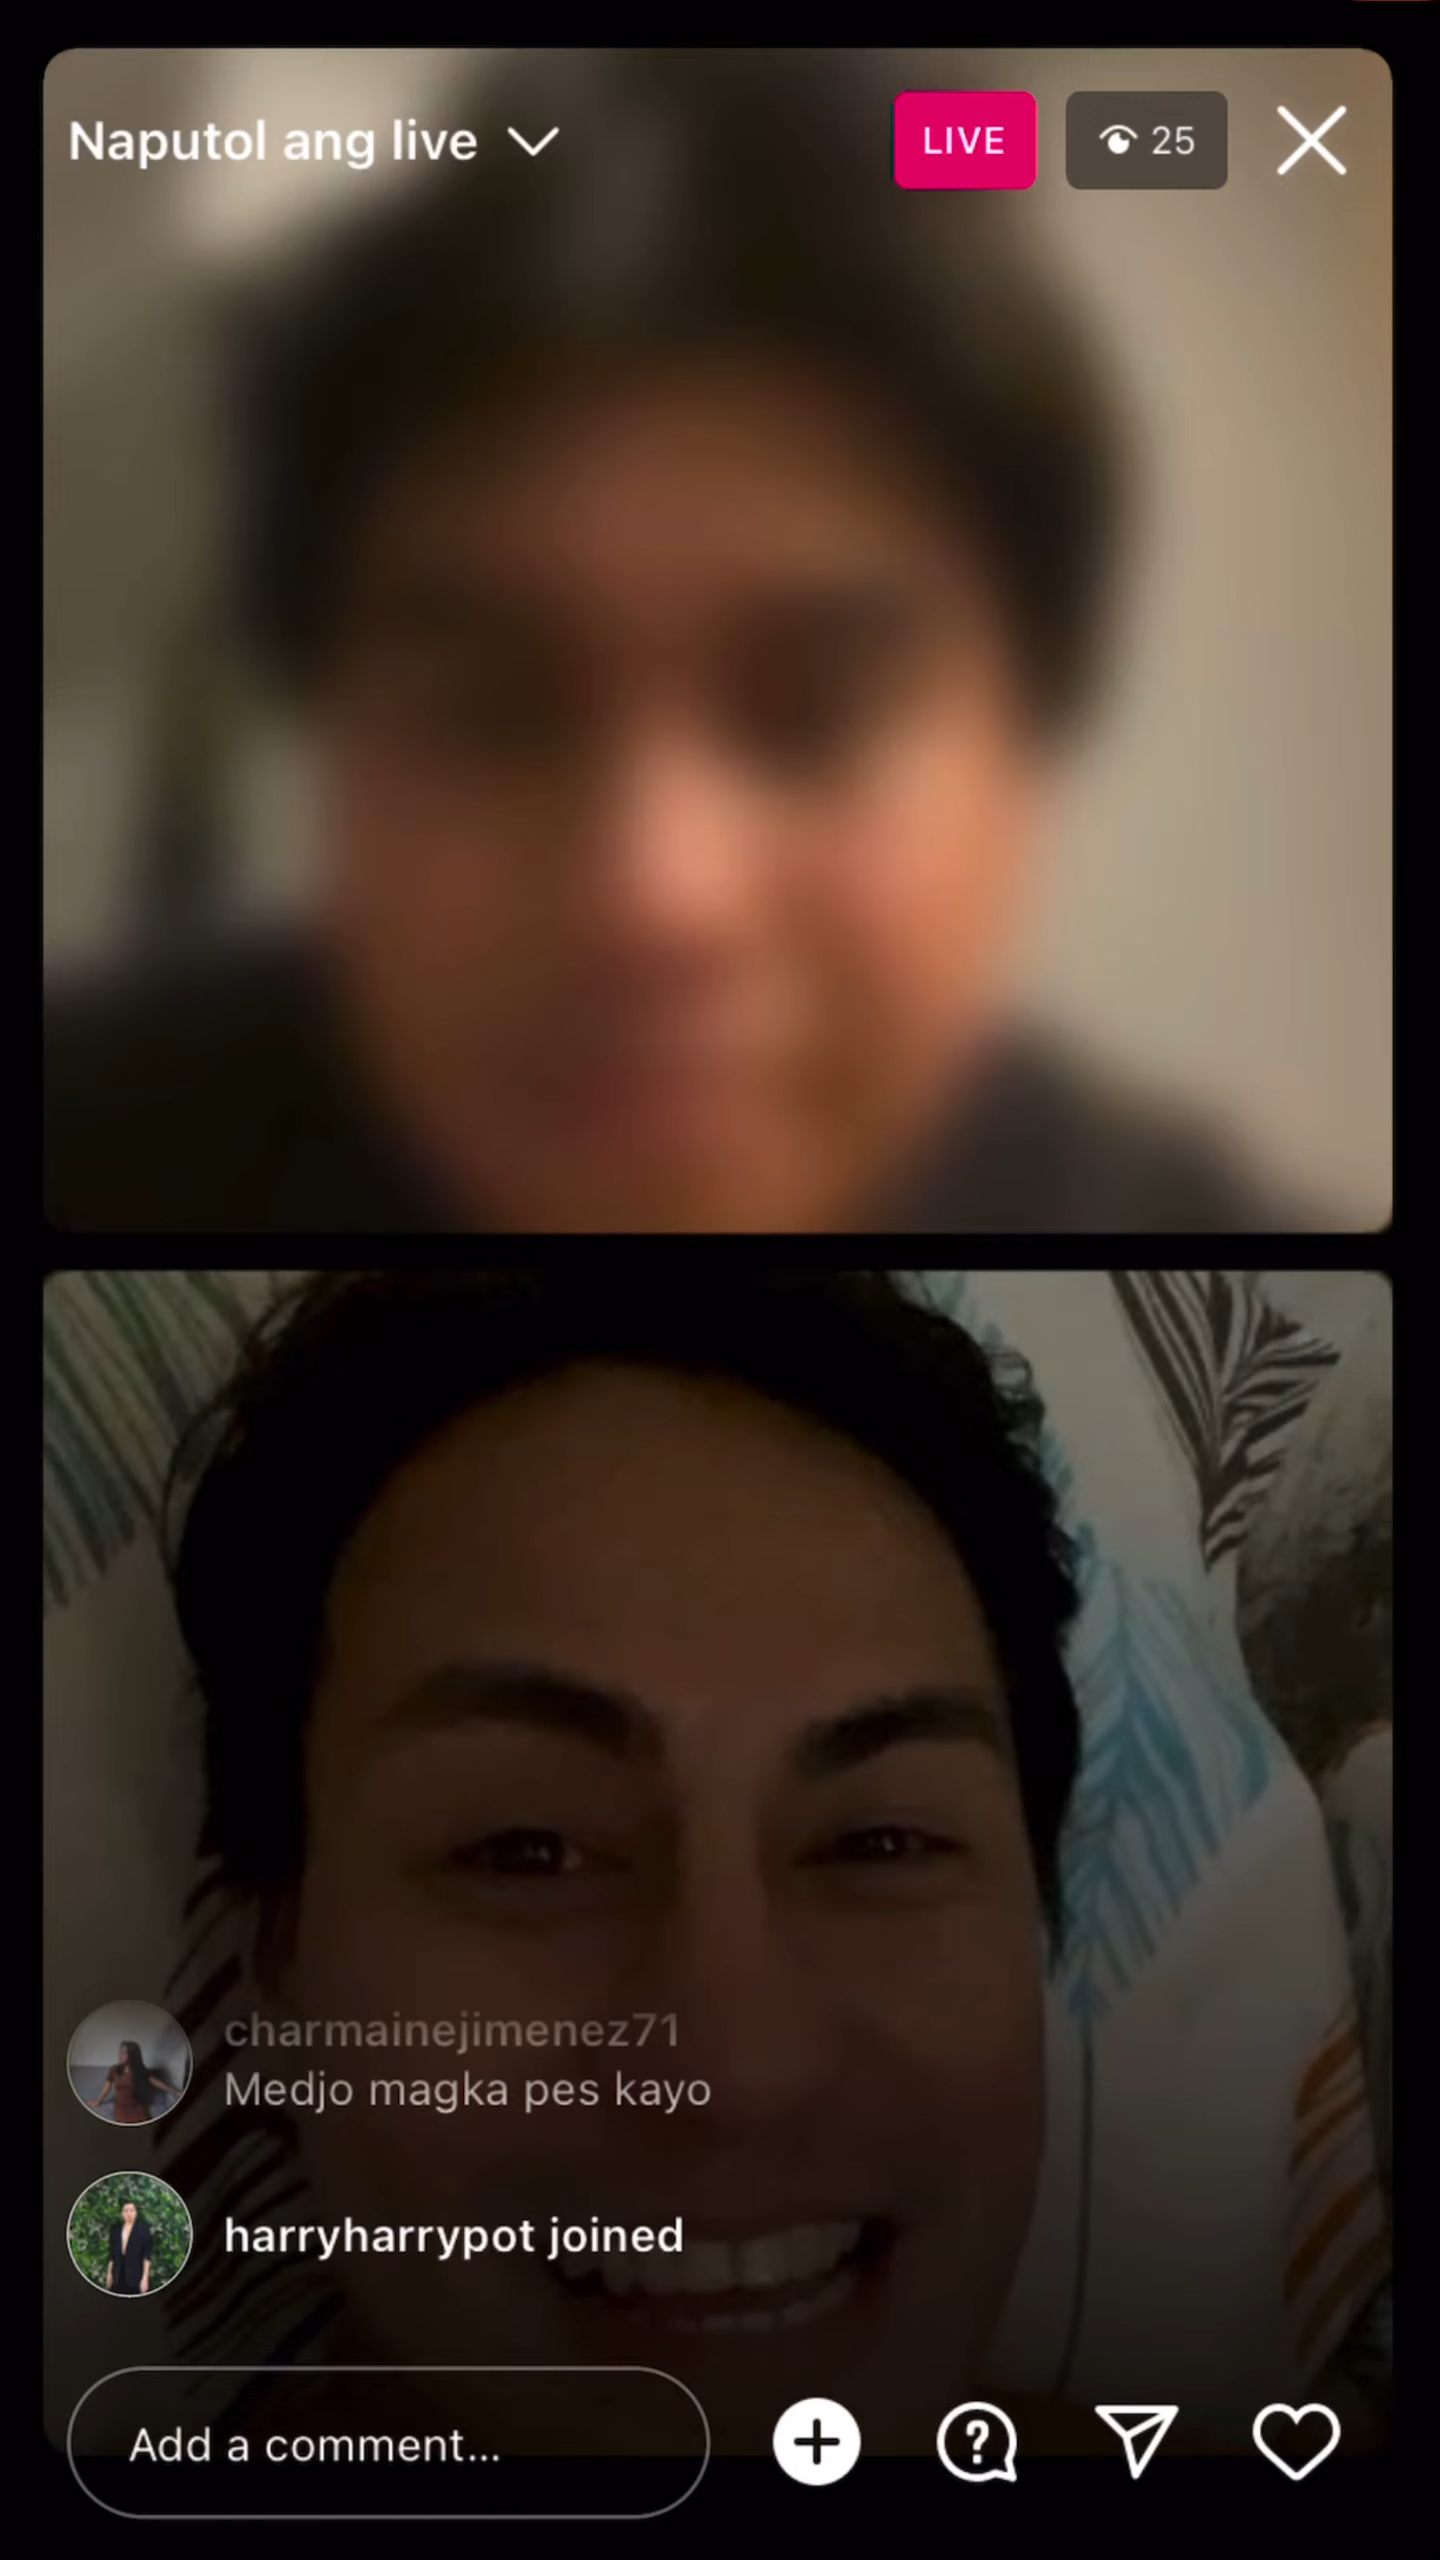 Naputol ang live
LIVE
25
charmainejimenez71
Medjo magka pes kayo
harryharrypot joined
Add a comment...